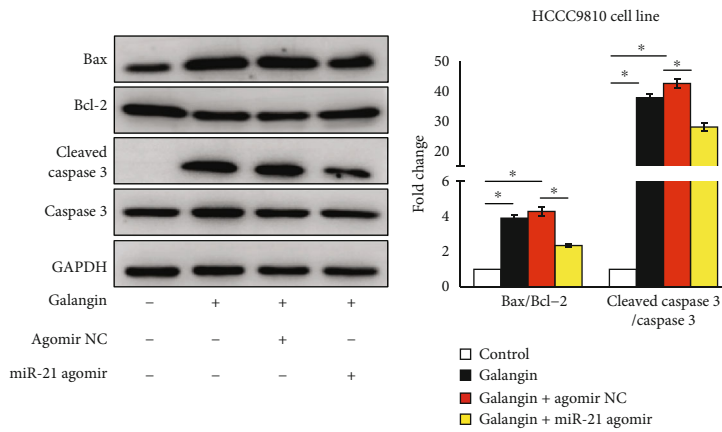 HCCC9810 cell line
Bax
Bcl-2
Cleaved
caspase 3
Caspase 3
GAPDH
Galangin – + + +
Agomir NC – – + –
miR-21 agomir – – – +
Fold change
50
40
30
20
6
4
2
0
* * *
* * *
Bax/Bcl−2
Cleaved caspase 3
/caspase 3
Control
Galangin
Galangin + agomir NC
Galangin + miR-21 agomir